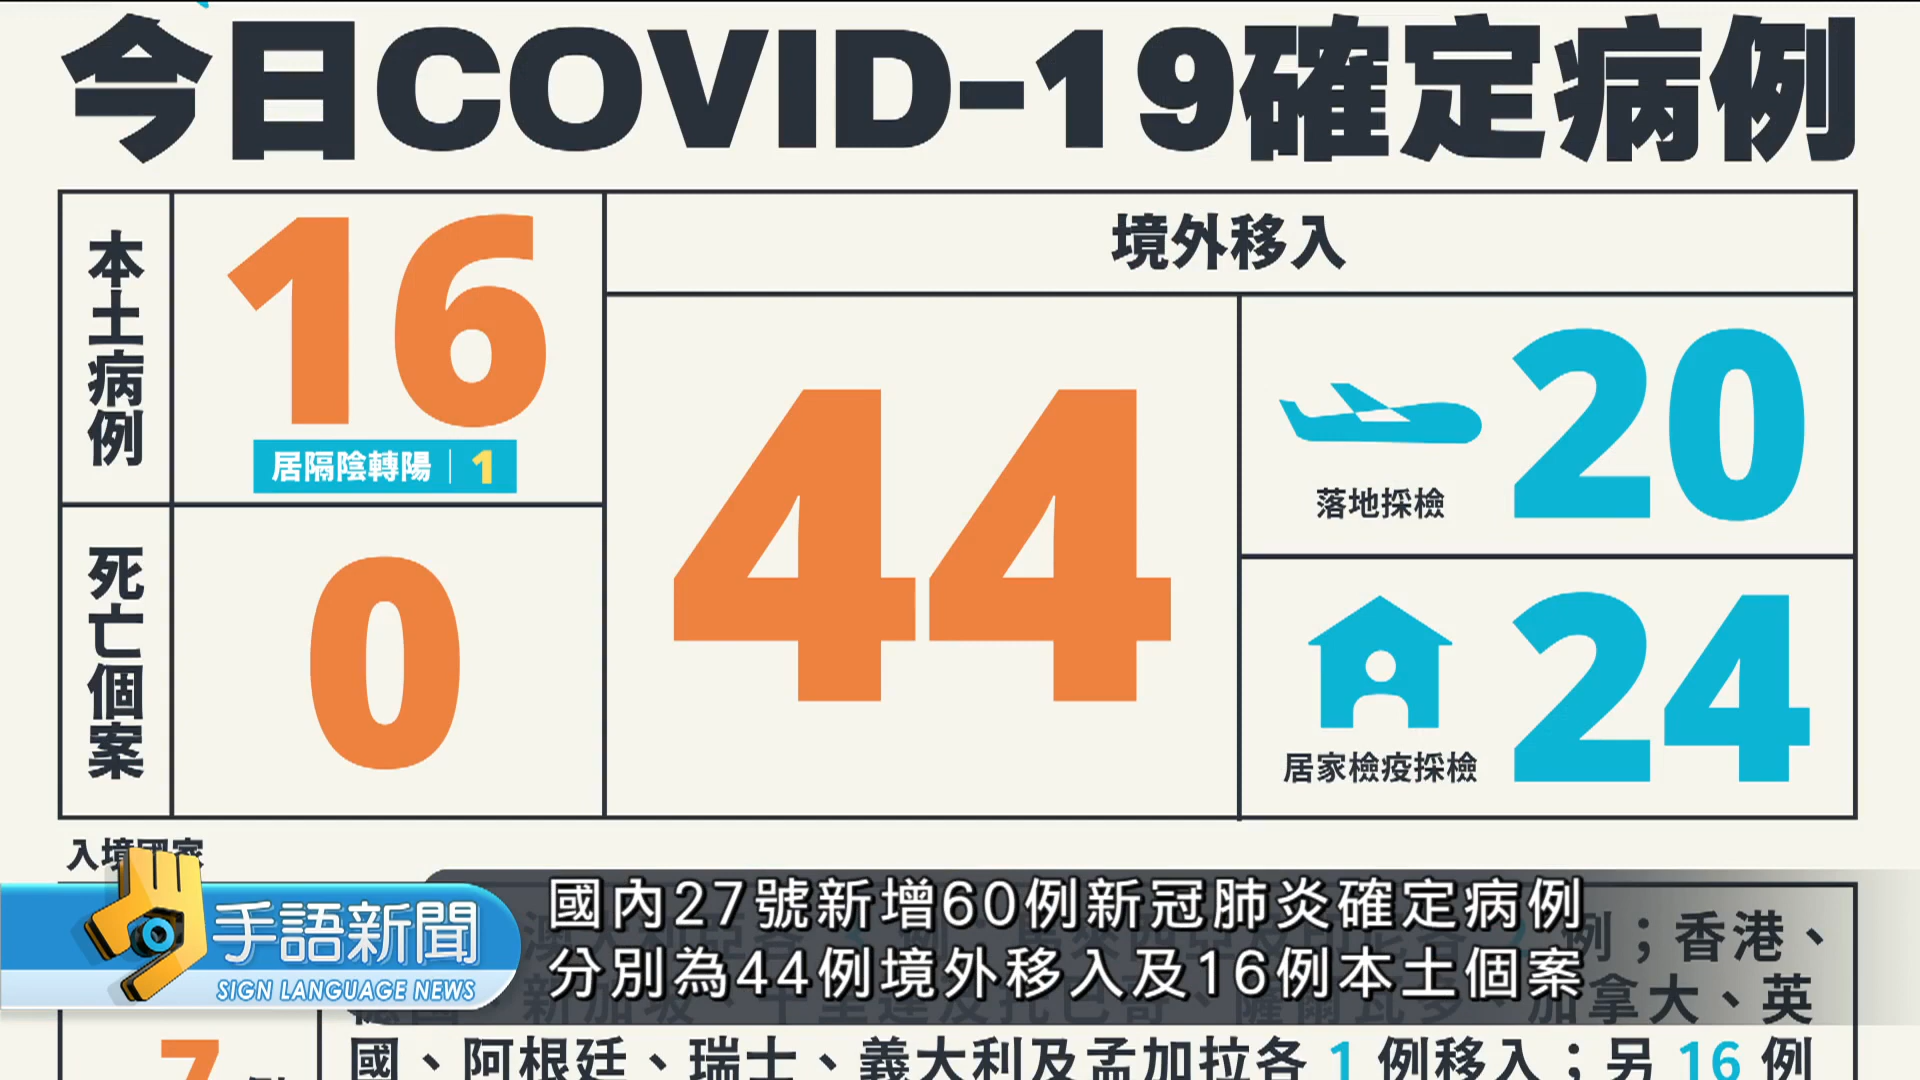 今日COVID-19確定病例
本土病例
16
居隔陰轉陽 | 1
死亡個案
0
境外移入
44
落地採檢
20
居家檢疫採檢
24
入境國家
手語新聞
SIGN LANGUAGE NEWS
國內27號新增60例新冠肺炎確定病例
分別為44例境外移入及16例本土個案
例；香港、
加拿大、英
國、阿根廷、瑞士、義大利及孟加拉各 1 例移入；另 16 例
7